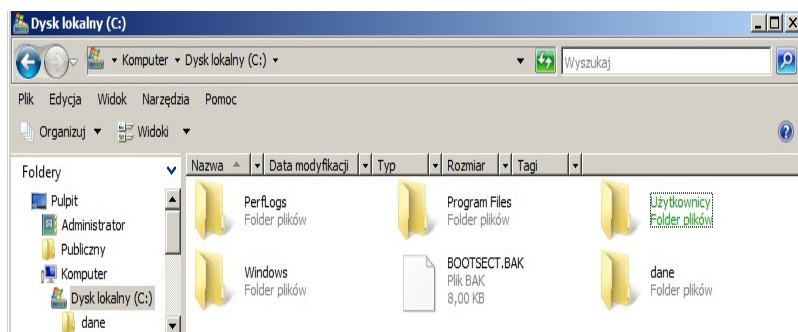 Dysk lokalny (C:)
Komputer Dysk lokalny (C:) Wyszukaj
Plik Edycja Widok Narzędzia Pomoc
Organizuj Widoki
Foldery
Nazwa Data modyfikacji Typ Rozmiar Tagi
Pulpit
Administrator
Publiczny
Komputer
Dysk lokalny (C:)
dane
PerfLogs
Folder plików
Program Files
Folder plików
Użytkownicy
Folder plików
Windows
Folder plików
BOOTSECT.BAK
Plik BAK
8,00 KB
dane
Folder plików